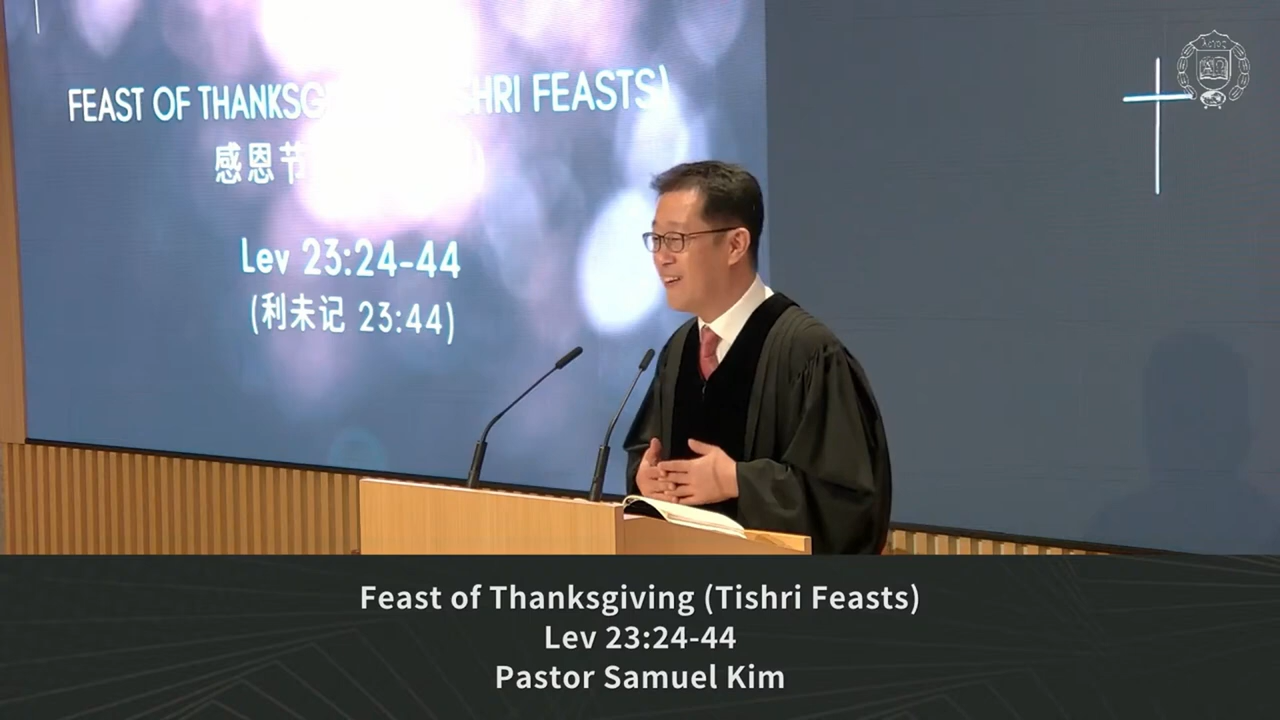 FEAST OF THANKSG SHRI FEASTS)
感恩节
Lev 23:24-44
(利未记 23:44)
Feast of Thanksgiving (Tishri Feasts)
Lev 23:24-44
Pastor Samuel Kim